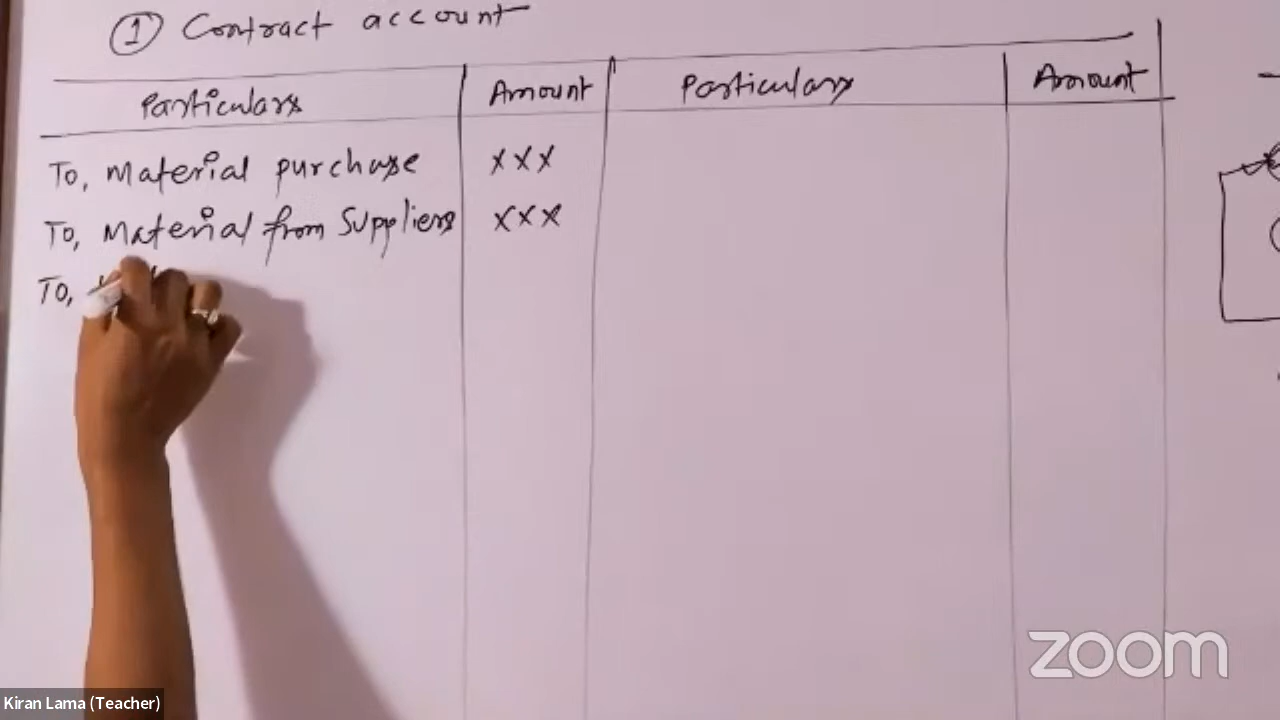 ① Contract account
Particulars Amount Particulars Amount
To, Material purchase xxx
To, Material from Suppliers xxx
To,
zoom
Kiran Lama (Teacher)